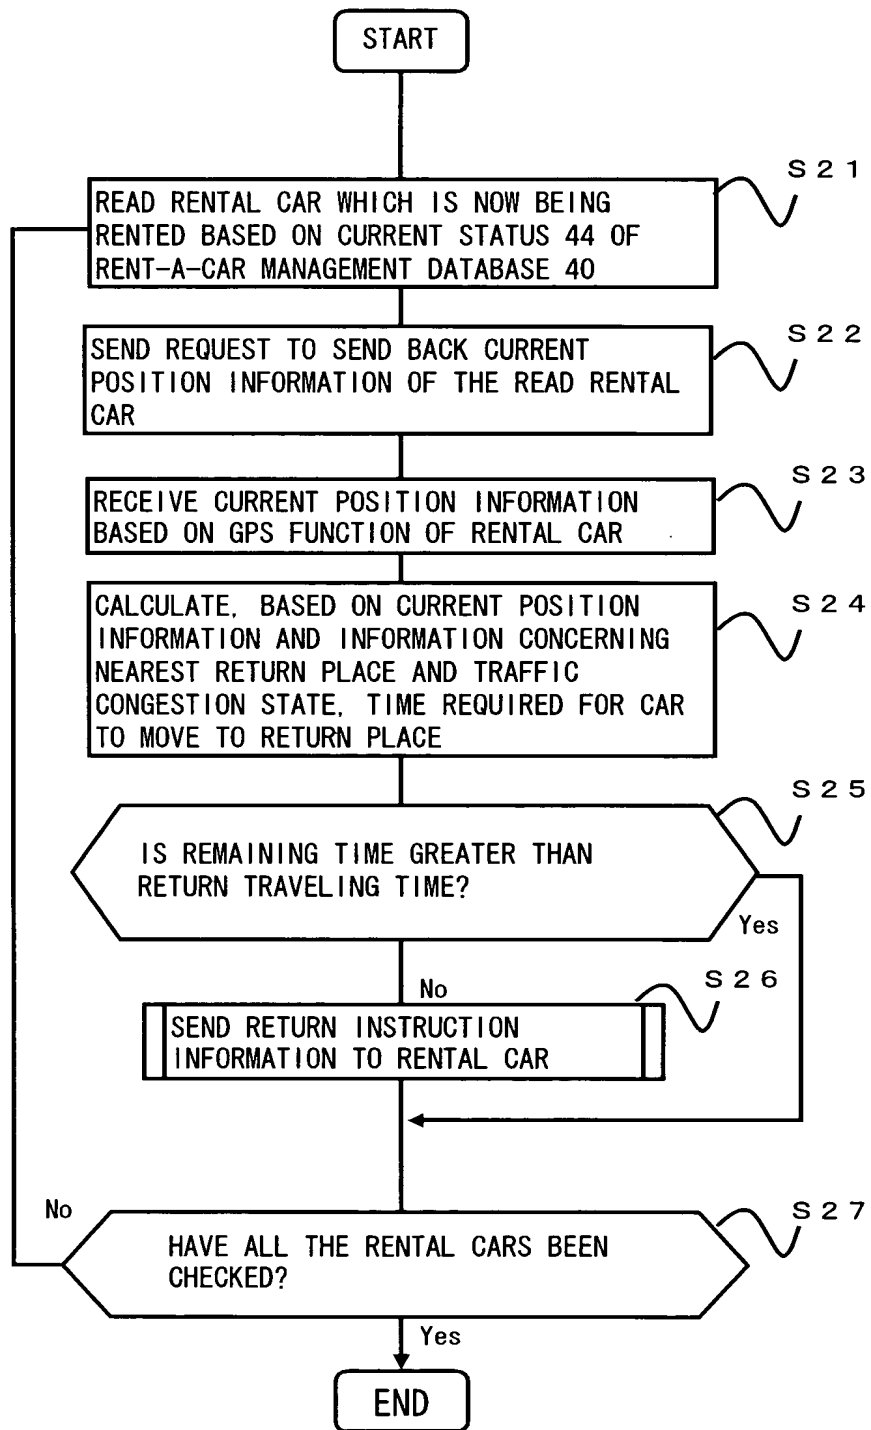 START
S21
READ RENTAL CAR WHICH IS NOW BEING
RENTED BASED ON CURRENT STATUS 44 OF
RENT-A-CAR MANAGEMENT DATABASE 40
S22
SEND REQUEST TO SEND BACK CURRENT
POSITION INFORMATION OF THE READ RENTAL
CAR
S23
RECEIVE CURRENT POSITION INFORMATION
BASED ON GPS FUNCTION OF RENTAL CAR
S24
CALCULATE, BASED ON CURRENT POSITION
INFORMATION AND INFORMATION CONCERNING
NEAREST RETURN PLACE AND TRAFFIC
CONGESTION STATE, TIME REQUIRED FOR CAR
TO MOVE TO RETURN PLACE
S25
IS REMAINING TIME GREATER THAN
RETURN TRAVELING TIME?
Yes
No
S26
SEND RETURN INSTRUCTION
INFORMATION TO RENTAL CAR
No
S27
HAVE ALL THE RENTAL CARS BEEN
CHECKED?
Yes
END